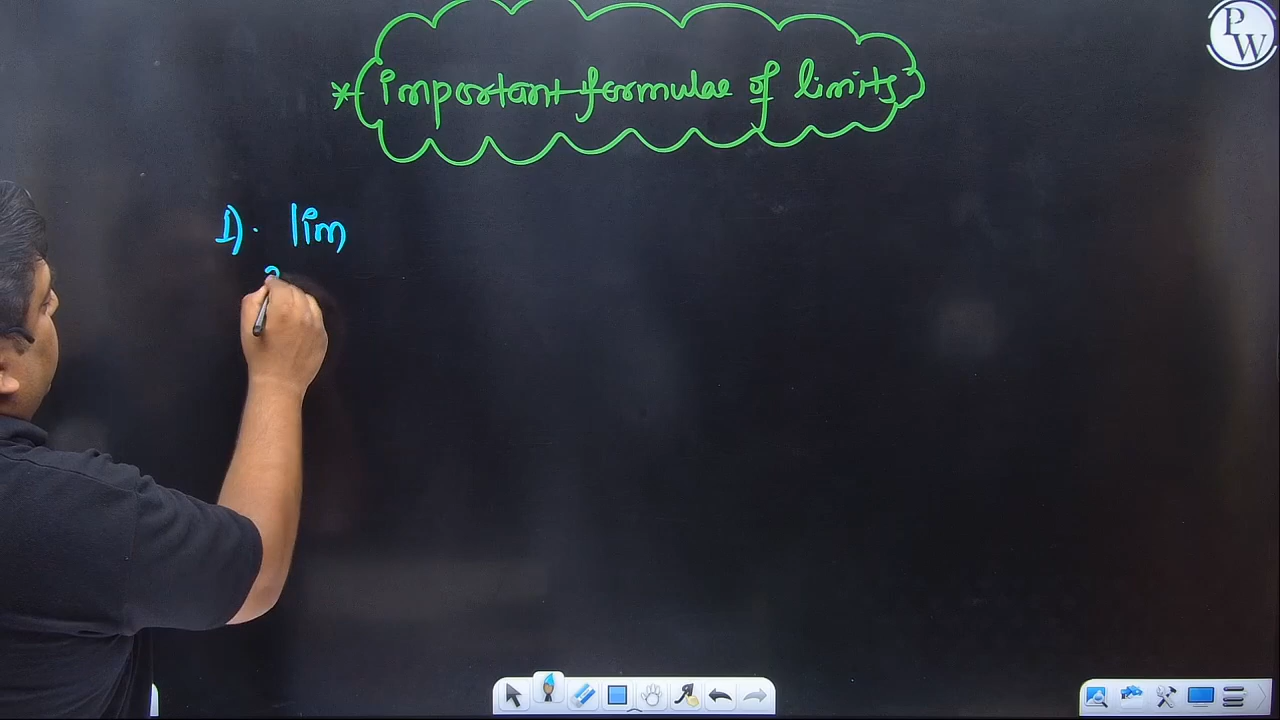 PW
* Important formulae of limits
1). lim